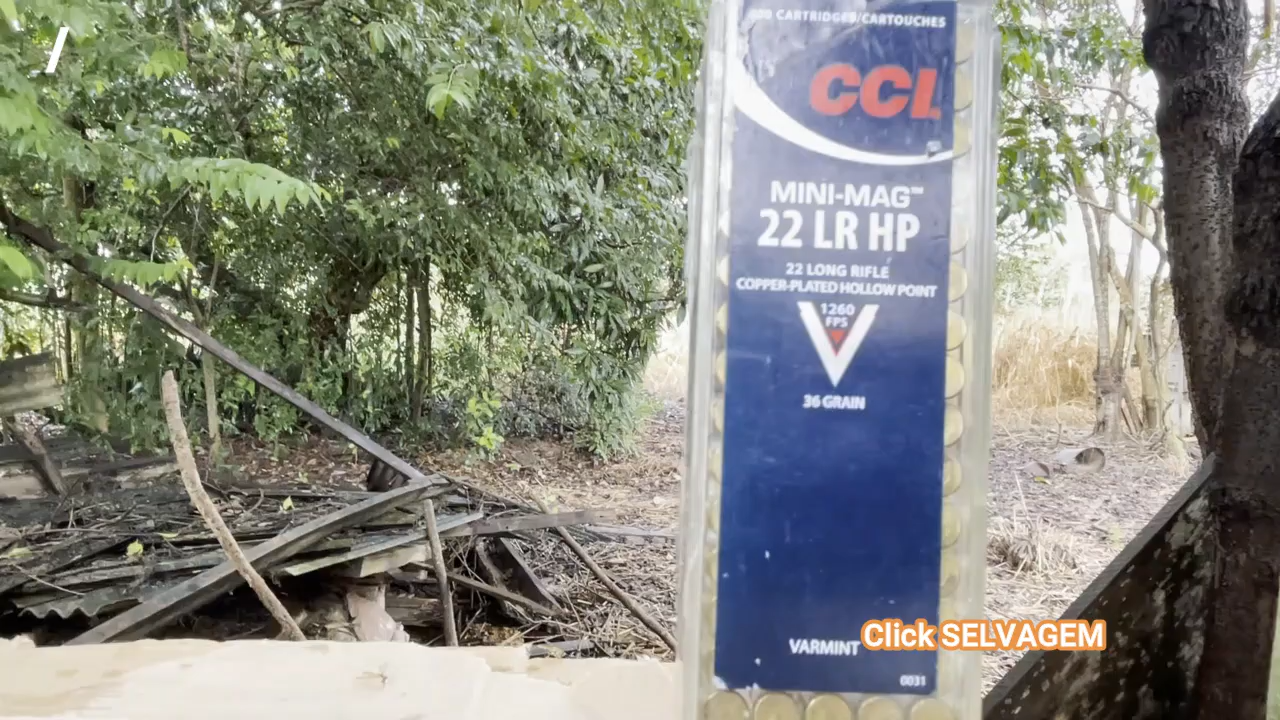 CARTRIDGES/CARTOUCHES
CCI
MINI-MAG™
22 LR HP
22 LONG RIFLE
COPPER-PLATED HOLLOW POINT
1260
FPS
36 GRAIN
VARMINT
Click SELVAGEM
0031